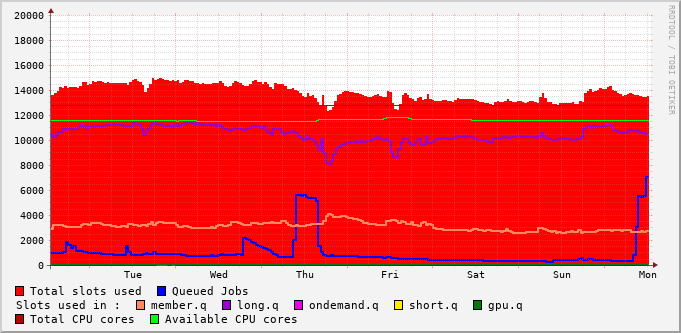 20000
18000
16000
14000
12000
10000
8000
6000
4000
2000
0
Tue Wed Thu Fri Sat Sun Mon
Total slots used Queued Jobs
Slots used in : member.q long.q ondemand.q short.q gpu.q
Total CPU cores Available CPU cores
RRDTOOL / TOBI OETIKER